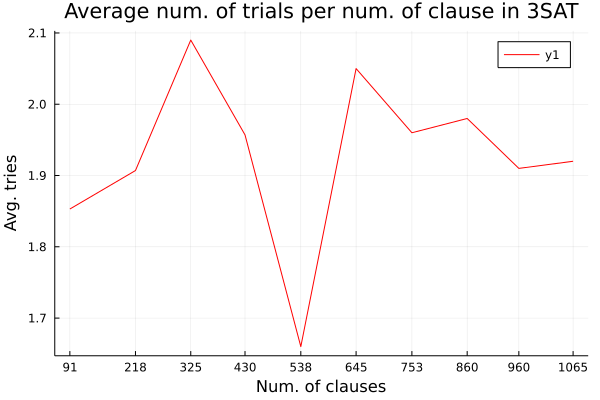 Average num. of trials per num. of clause in 3SAT
y1
2.1
2.0
1.9
1.8
1.7
Avg. tries
91 218 325 430 538 645 753 860 960 1065
Num. of clauses